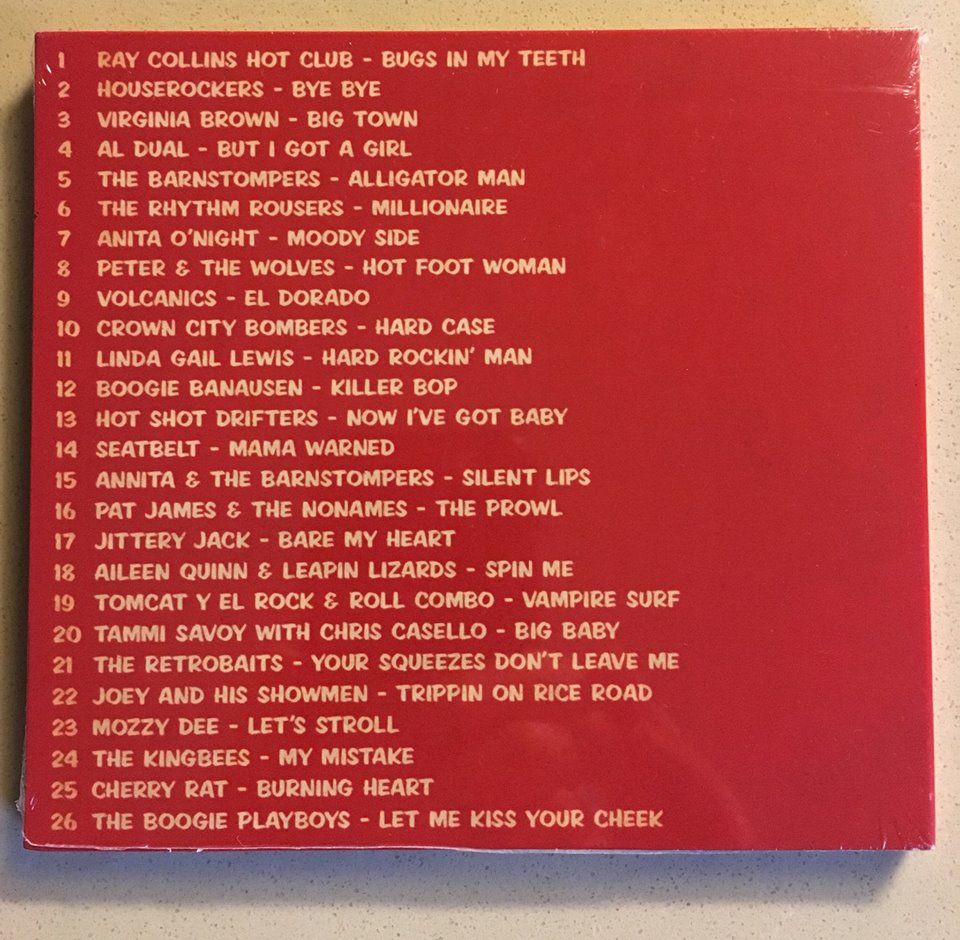 1 RAY COLLINS HOT CLUB - BUGS IN MY TEETH
2 HOUSEROCKERS - BYE BYE
3 VIRGINIA BROWN - BIG TOWN
4 AL DUAL - BUT I GOT A GIRL
5 THE BARNSTOMPERS - ALLIGATOR MAN
6 THE RHYTHM ROUSERS - MILLIONAIRE
7 ANITA O'NIGHT - MOODY SIDE
8 PETER & THE WOLVES - HOT FOOT WOMAN
9 VOLCANICS - EL DORADO
10 CROWN CITY BOMBERS - HARD CASE
11 LINDA GAIL LEWIS - HARD ROCKIN' MAN
12 BOOGIE BANAUSEN - KILLER BOP
13 HOT SHOT DRIFTERS - NOW I'VE GOT BABY
14 SEATBELT - MAMA WARNED
15 ANNITA & THE BARNSTOMPERS - SILENT LIPS
16 PAT JAMES & THE NONAMES - THE PROWL
17 JITTERY JACK - BARE MY HEART
18 AILEEN QUINN & LEAPIN LIZARDS - SPIN ME
19 TOMCAT Y EL ROCK & ROLL COMBO - VAMPIRE SURF
20 TAMMI SAVOY WITH CHRIS CASELLO - BIG BABY
21 THE RETROBAITS - YOUR SQUEEZES DON'T LEAVE ME
22 JOEY AND HIS SHOWMEN - TRIPPIN ON RICE ROAD
23 MOZZY DEE - LET'S STROLL
24 THE KINGBEES - MY MISTAKE
25 CHERRY RAT - BURNING HEART
26 THE BOOGIE PLAYBOYS - LET ME KISS YOUR CHEEK